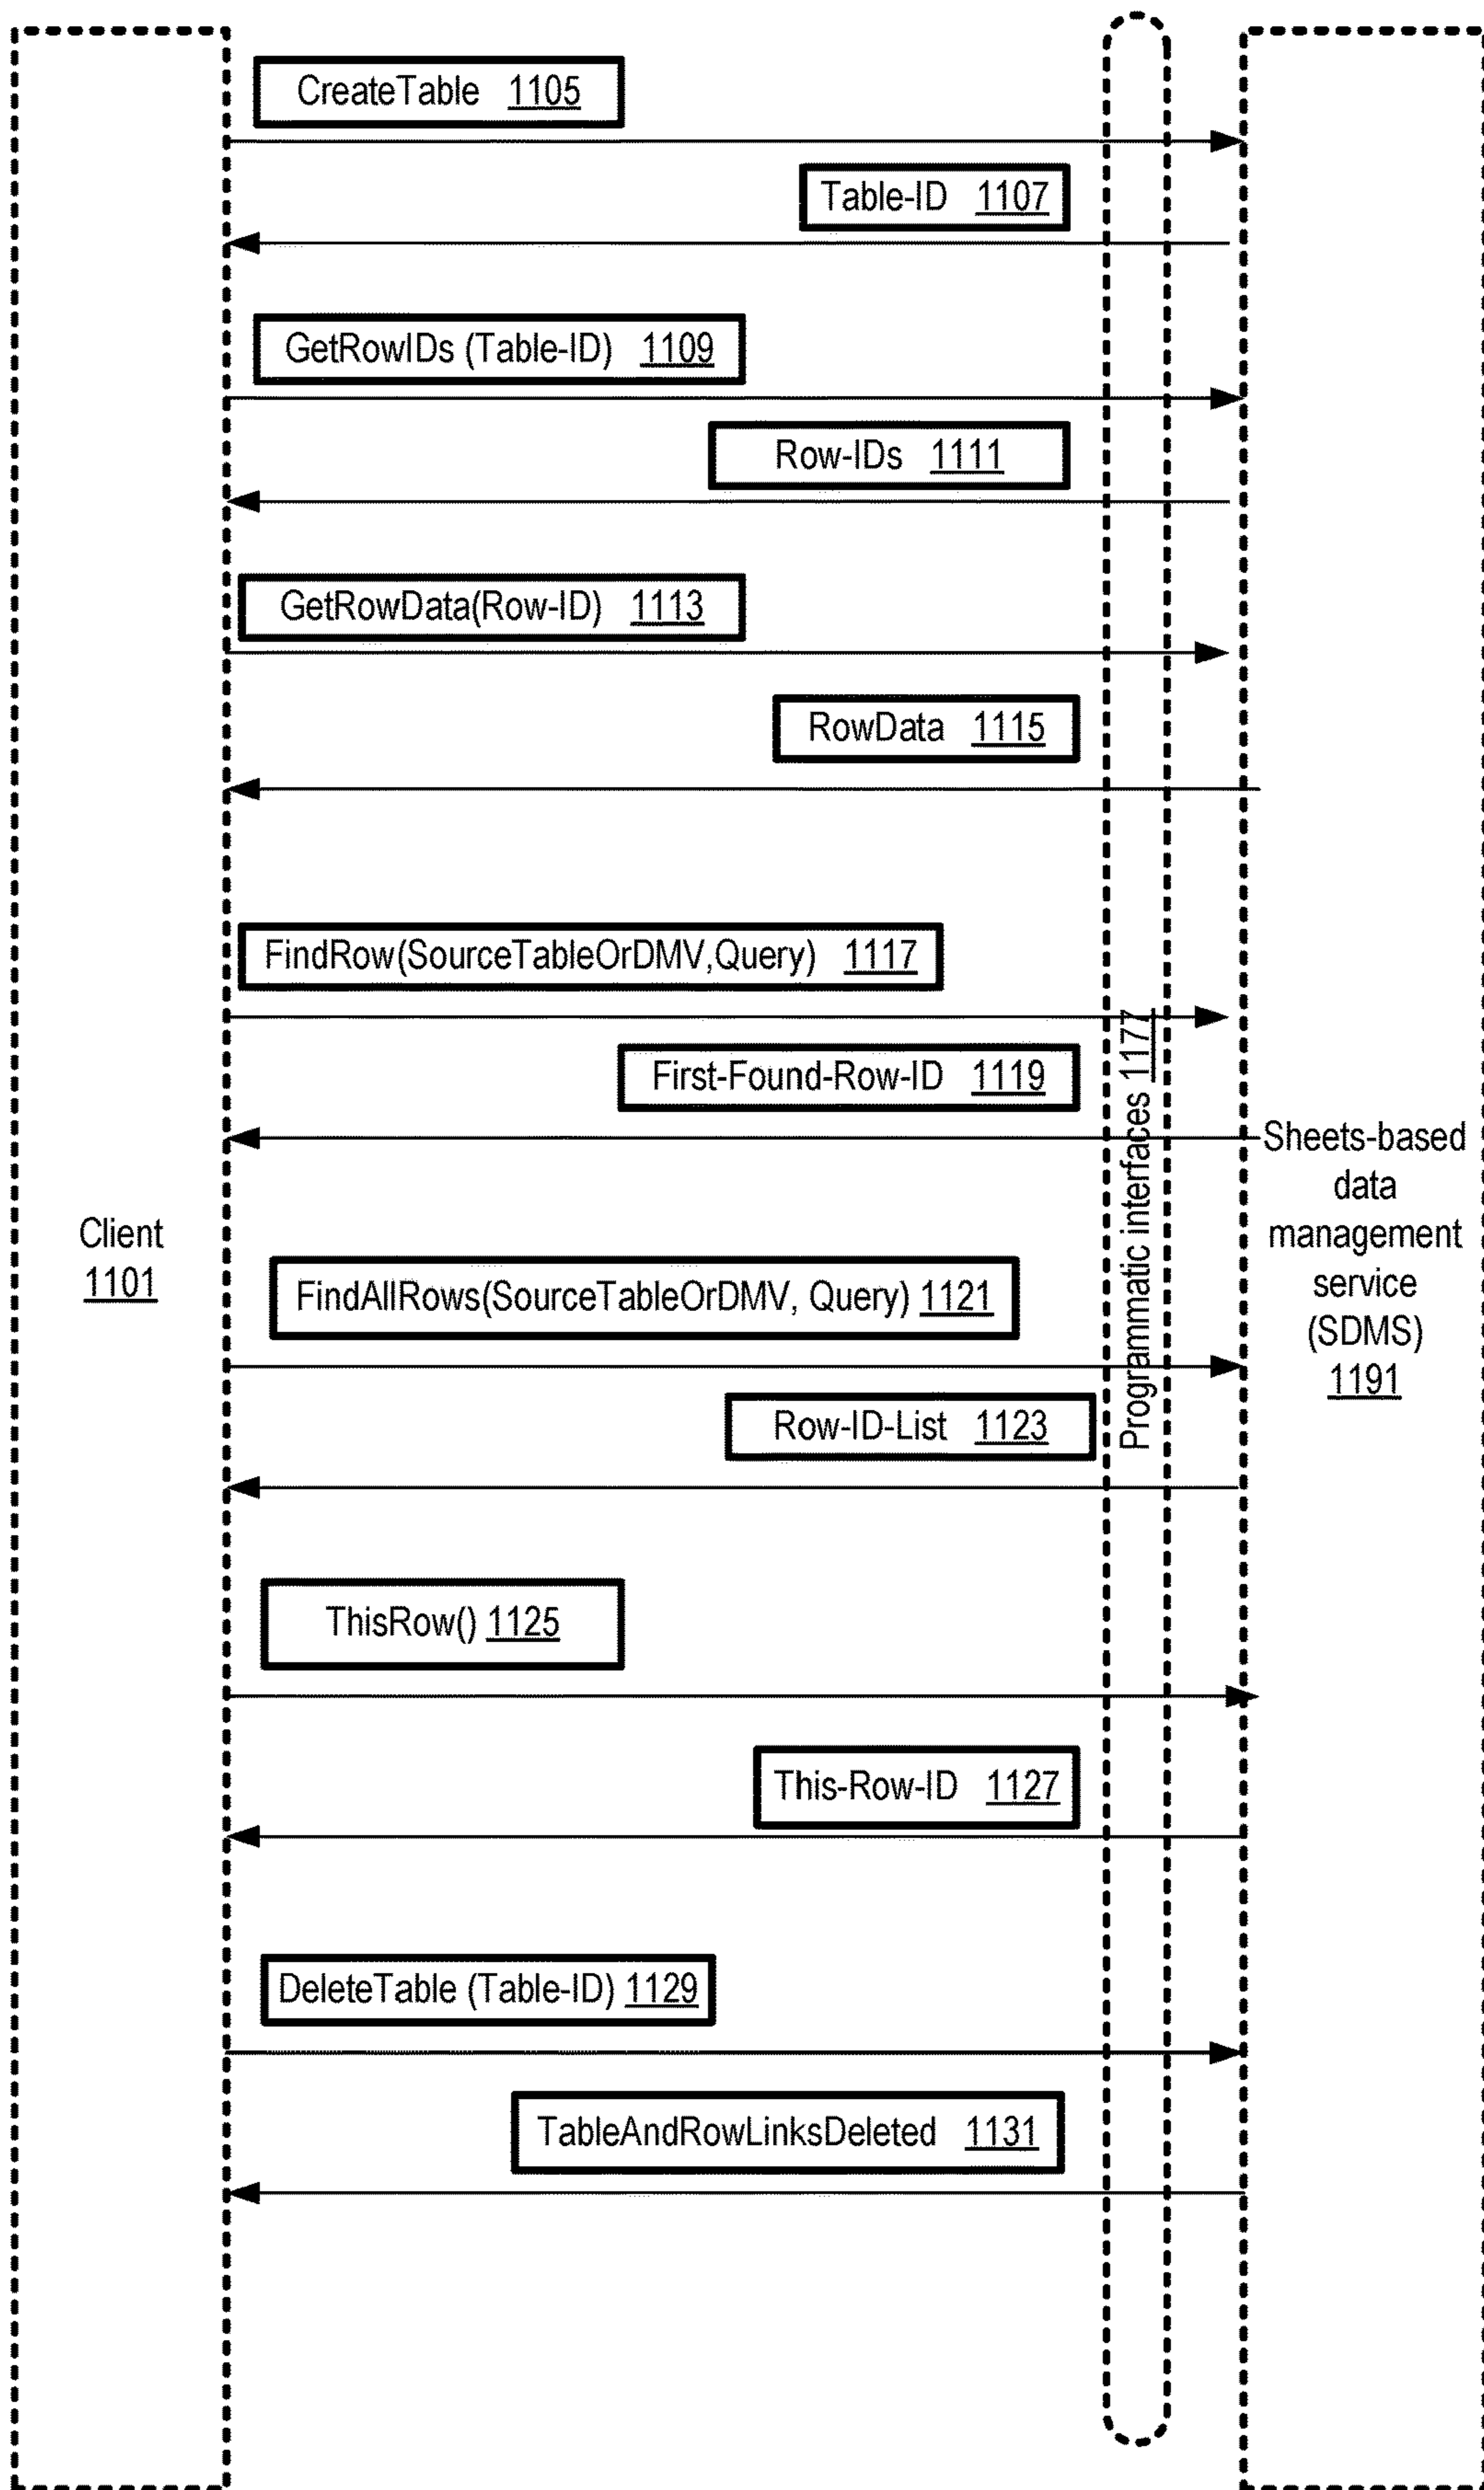 CreateTable 1105
Table-ID 1107
GetRowIDs (Table-ID) 1109
Row-IDs 1111
GetRowData(Row-ID) 1113
RowData 1115
FindRow(SourceTableOrDMV,Query) 1117
First-Found-Row-ID 1119
Programmatic interfaces 1177
Client
1101
Sheets-based
data
management
service
(SDMS)
1191
FindAllRows(SourceTableOrDMV, Query) 1121
Row-ID-List 1123
ThisRow() 1125
This-Row-ID 1127
DeleteTable (Table-ID) 1129
TableAndRowLinksDeleted 1131